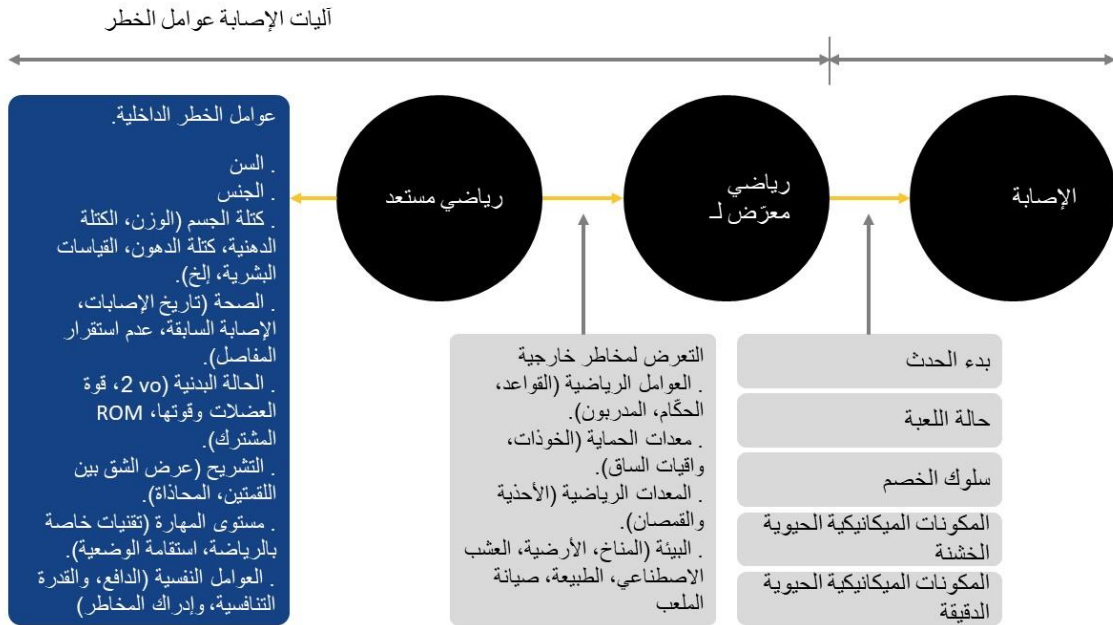 آليات الإصابة عوامل الخطر
عوامل الخطر الداخلية.
. السن
. الجنس
. كتلة الجسم (الوزن، الكتلة
الدهنية، كتلة الدهون، القياسات
البشرية، إلخ).
. الصحة (تاريخ الإصابات،
الإصابة السابقة، عدم استقرار
المفاصل).
. الحالة البدنية (vo 2، قوة
العضلات وقوتها، ROM
المشترك).
. التشريح (عرض الشق بين
اللقمتين، المحاذاة).
. مستوى المهارة (تقنيات خاصة
بالرياضة، استقامة الوضعية).
. العوامل النفسية (الدافع، والقدرة
التنافسية، وإدراك المخاطر)
رياضي مستعد
رياضي
معرّض لـ
الإصابة
التعرض لمخاطر خارجية
. العوامل الرياضية (القواعد،
الحكّام، المدربون).
. معدات الحماية (الخوذات،
واقيات الساق).
. المعدات الرياضية (الأحذية
والقمصان).
. البيئة (المناخ، الأرضية، العشب
الاصطناعي، الطبيعة، صيانة
الملعب
بدء الحدث
حالة اللعبة
سلوك الخصم
المكونات الميكانيكية الحيوية
الخشنة
المكونات الميكانيكية الحيوية
الدقيقة